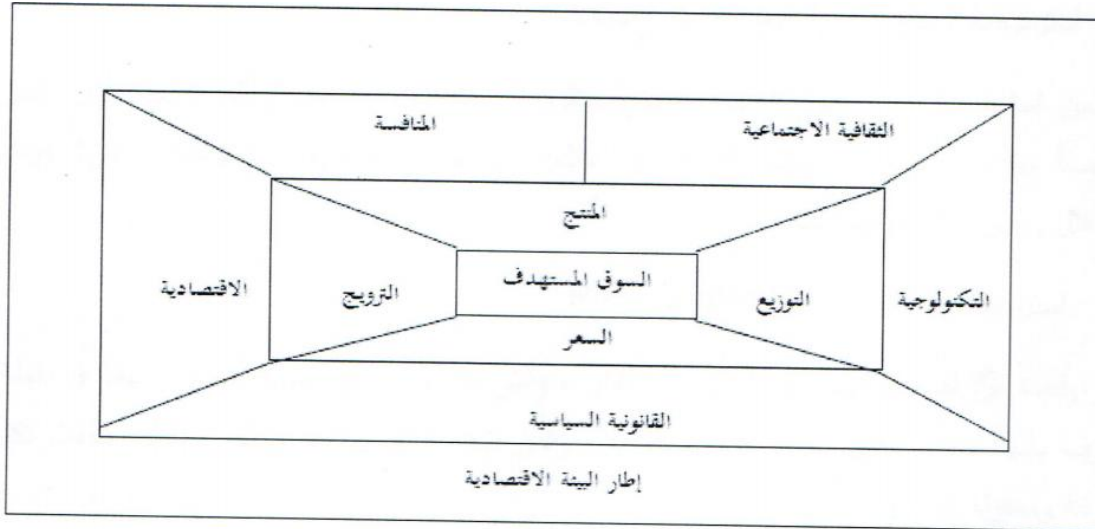 الثقافية الاجتماعية
المنافسة
المنتج
التكنولوجية
التوزيع
السوق المستهدف
الترويج
الاقتصادية
السعر
القانونية السياسية
إطار البيئة الاقتصادية